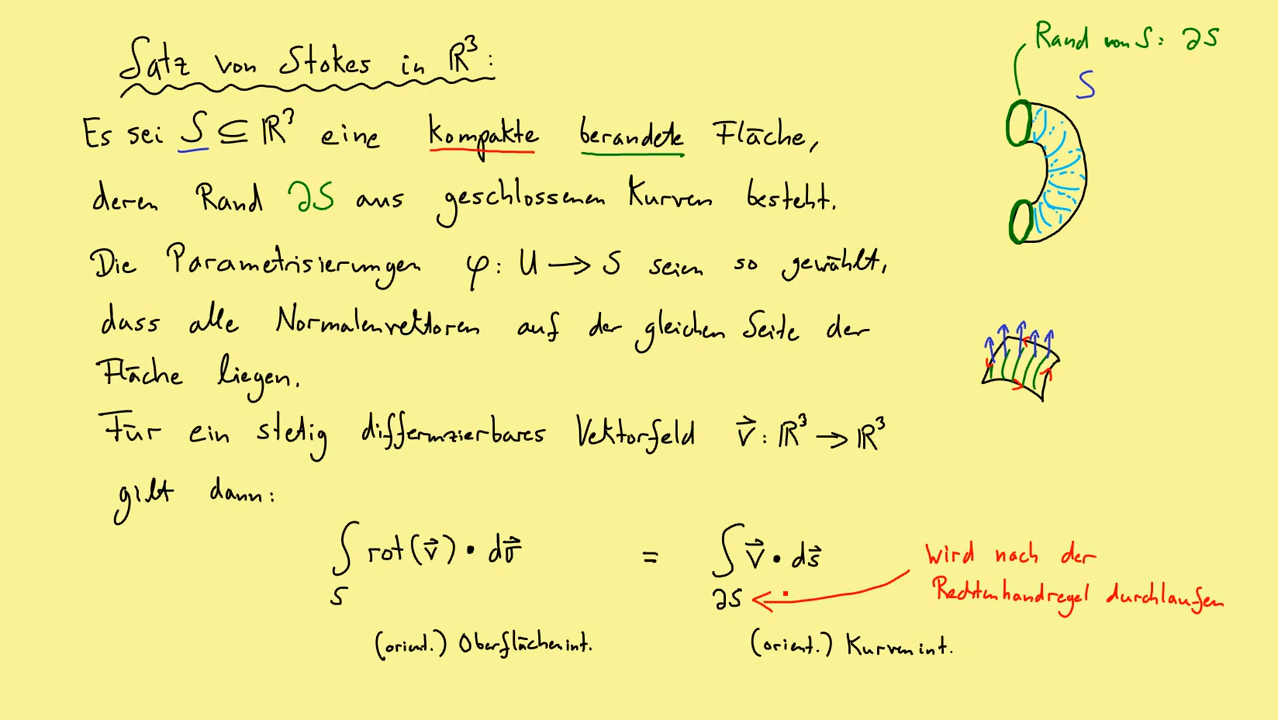 Satz von Stokes in ℝ³:
Rand von S: ∂S
S
Es sei S ⊆ ℝ³ eine kompakte berandete Fläche,
deren Rand ∂S aus geschlossenen Kurven besteht.
Die Parametrisierungen φ: U → S seien so gewählt,
dass alle Normalenvektoren auf der gleichen Seite der
Fläche liegen.
Für ein stetig differenzierbares Vektorfeld v⃗: ℝ³ → ℝ³
gilt dann:
∫_S rot(v⃗) • dσ⃗ = ∫_∂S v⃗ • ds⃗
wird nach der
Rechtenhandregel durchlaufen
(orient.) Oberflächenint. (orient.) Kurvenint.